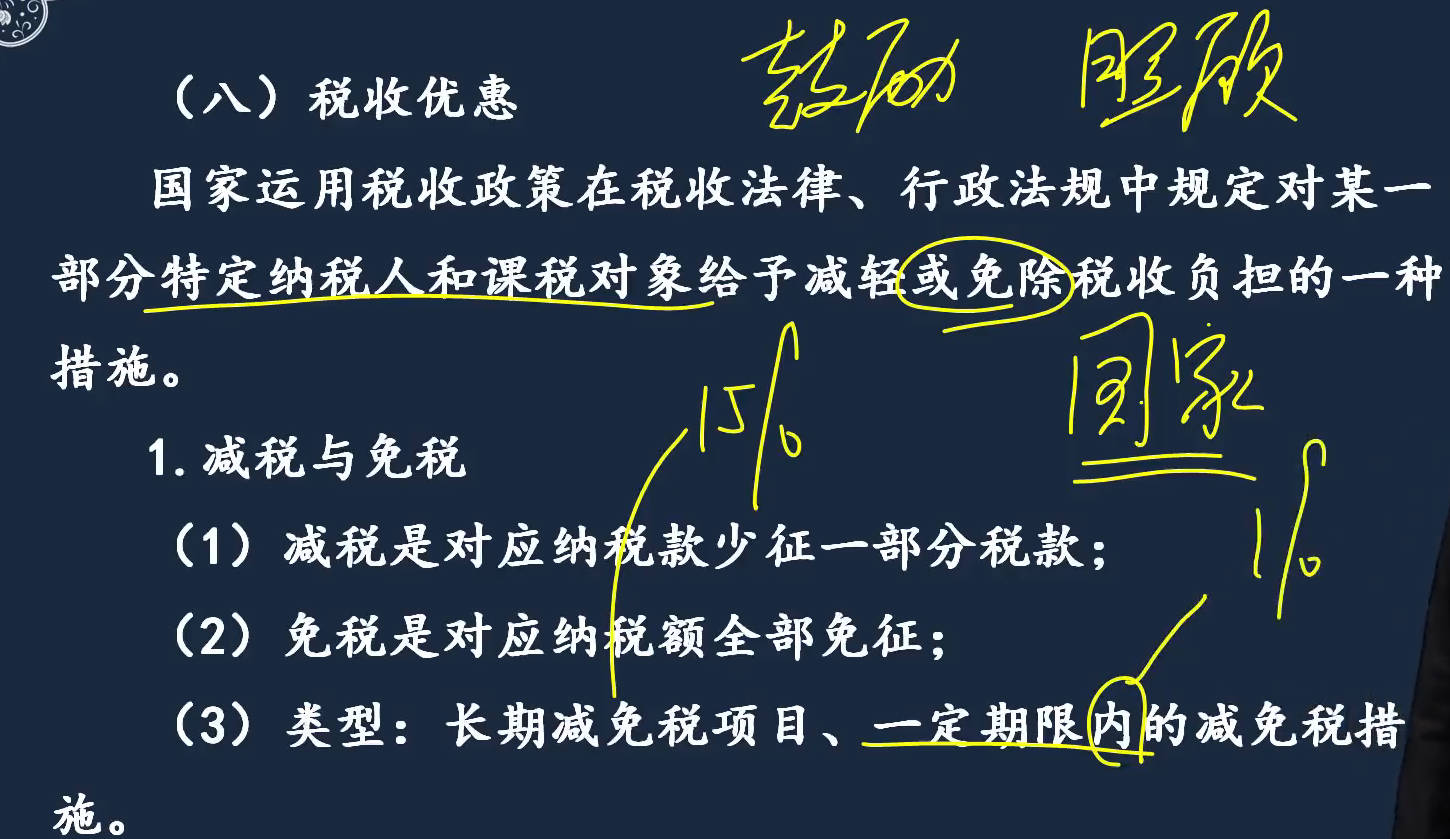 鼓励 照顾
（八）税收优惠
国家运用税收政策在税收法律、行政法规中规定对某一
部分特定纳税人和课税对象给予减轻或免除税收负担的一种
措施。
国家
15%
1.减税与免税
1%
（1）减税是对应纳税款少征一部分税款；
（2）免税是对应纳税额全部免征；
（3）类型：长期减免税项目、一定期限内的减免税措
施。